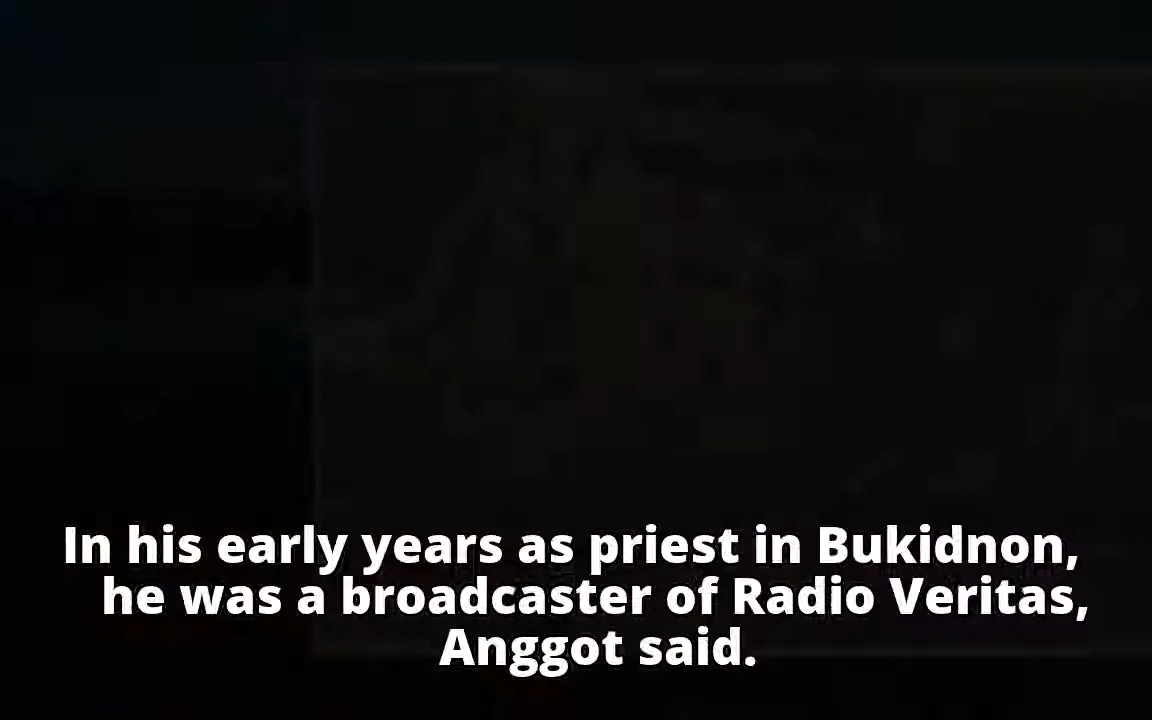 In his early years as priest in Bukidnon,
he was a broadcaster of Radio Veritas,
Anggot said.